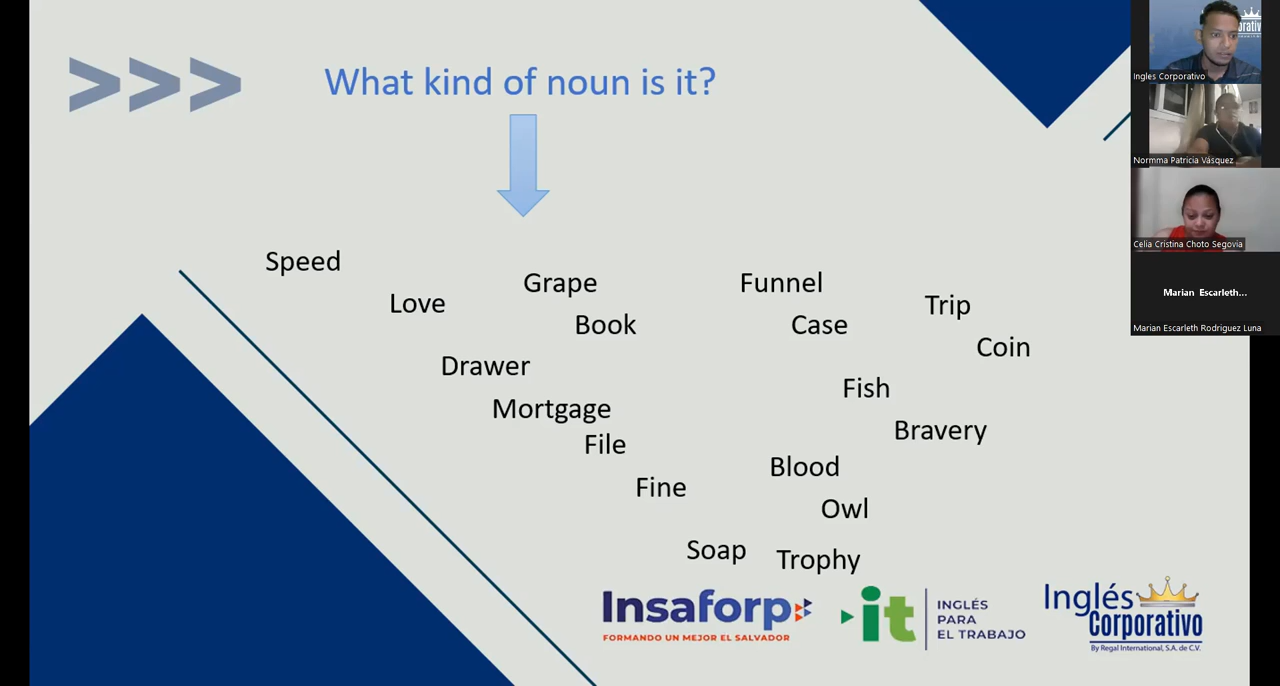 >>> What kind of noun is it?
Speed
Love
Grape
Book
Funnel
Case
Trip
Coin
Drawer
Mortgage
File
Fine
Fish
Bravery
Blood
Owl
Soap
Trophy
Insaforp
FORMANDO UN MEJOR EL SALVADOR
it
INGLÉS
PARA
EL TRABAJO
Inglés
Corporativo
By Regal International, S.A. de C.V.
orativo
Ingles Corporativo
Normma Patricia Vásquez
Celia Cristina Choto Segovia
Marian Escarleth...
Marian Escarleth Rodriguez Luna